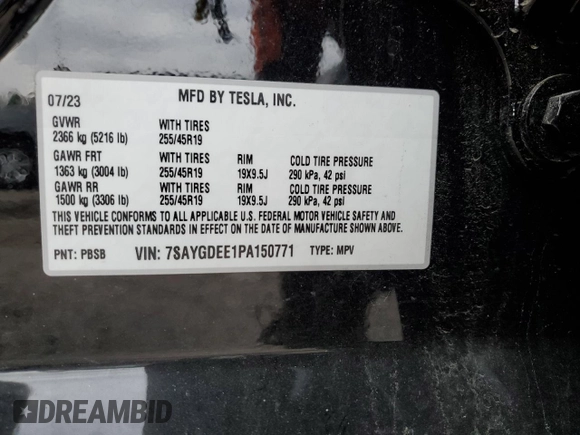 07/23 MFD BY TESLA, INC.
GVWR WITH TIRES
2366 kg (5216 lb) 255/45R19
GAWR FRT WITH TIRES RIM COLD TIRE PRESSURE
1363 kg (3004 lb) 255/45R19 19X9.5J 290 kPa, 42 psi
GAWR RR WITH TIRES RIM COLD TIRE PRESSURE
1500 kg (3306 lb) 255/45R19 19X9.5J 290 kPa, 42 psi
THIS VEHICLE CONFORMS TO ALL APPLICABLE U.S. FEDERAL MOTOR VEHICLE SAFETY AND
THEFT PREVENTION STANDARDS IN EFFECT ON THE DATE OF MANUFACTURE SHOWN ABOVE.
PNT: PBSB VIN: 7SAYGDEE1PA150771 TYPE: MPV
DREAMBID